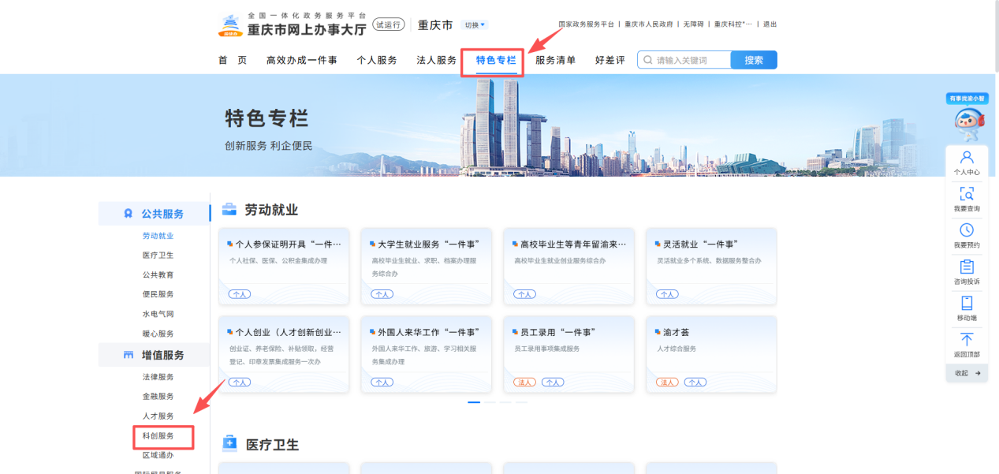 全国一体化政务服务平台
重庆市网上办事大厅
试运行
重庆市
切换
国家政务服务平台 | 重庆市人民政府 | 无障碍 | 重庆科控*··· | 退出
首 页
高效办成一件事
个人服务
法人服务
特色专栏
服务清单
好差评
请输入关键词
搜索
特色专栏
创新服务 利企便民
有事找渝小智
个人中心
我要查询
我要预约
咨询投诉
移动端
返回顶部
收起
公共服务
劳动就业
医疗卫生
公共教育
便民服务
水电气网
暖心服务
增值服务
法律服务
金融服务
人才服务
科创服务
区域通办
劳动就业
个人参保证明开具“一件···
个人社保、医保、公积金集成办理
个人
大学生就业服务“一件事”
高校毕业生就业、求职、档案办理服
务综合办
个人
高校毕业生等青年留渝来···
高校毕业生就业创业服务综合办
个人
灵活就业“一件事”
灵活就业多个系统、数据服务整合办
个人
个人创业（人才创新创业···
创业证、养老保险、补贴领取，经营
登记、印章发票集成服务一次办
个人
外国人来华工作“一件事”
外国人来华工作、旅游、学习相关服
务集成办理
个人
员工录用“一件事”
员工录用事项集成服务
法人
个人
渝才荟
人才综合服务
法人
个人
医疗卫生